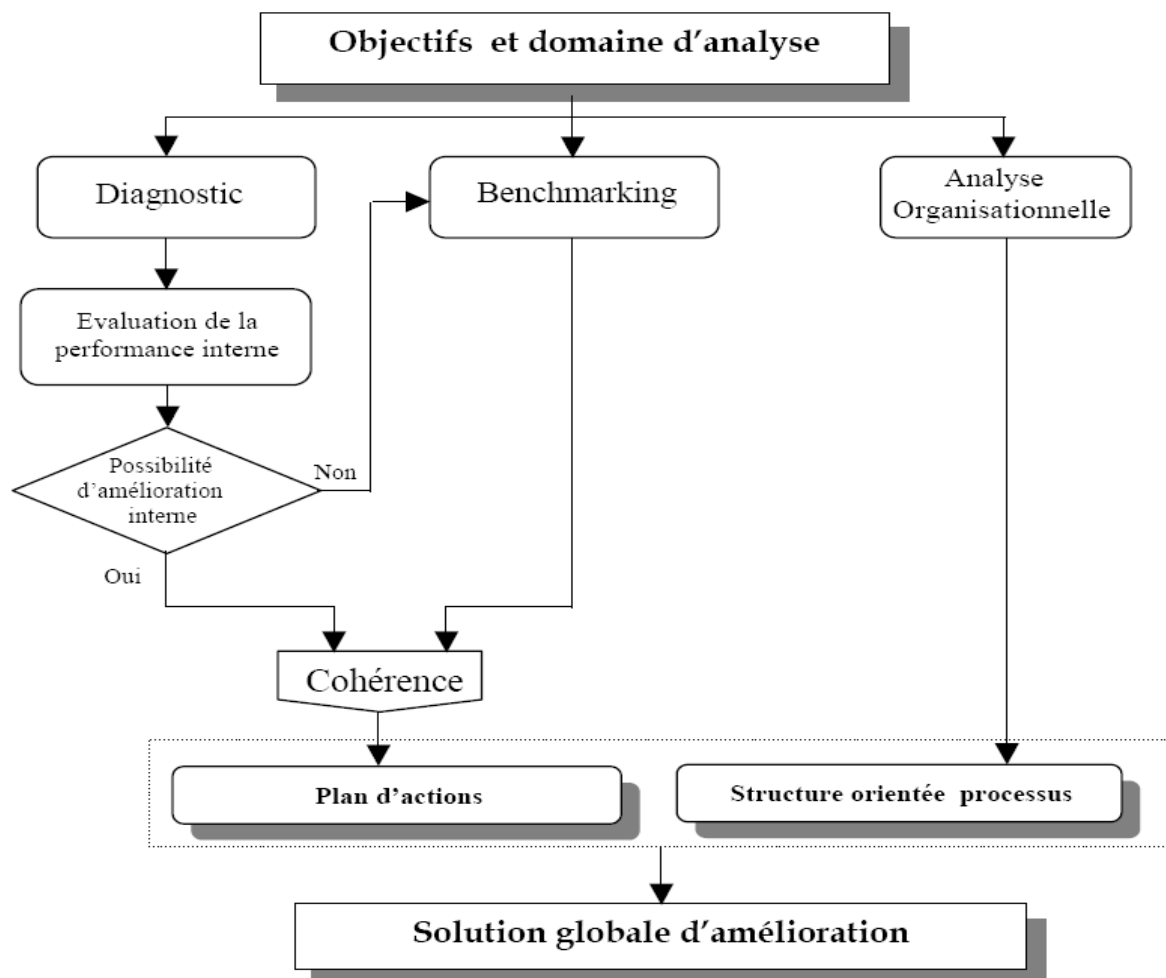 Objectifs et domaine d'analyse
Diagnostic
Benchmarking
Analyse
Organisationnelle
Evaluation de la
performance interne
Possibilité
d'amélioration
interne
Non
Oui
Cohérence
Plan d'actions
Structure orientée processus
Solution globale d'amélioration